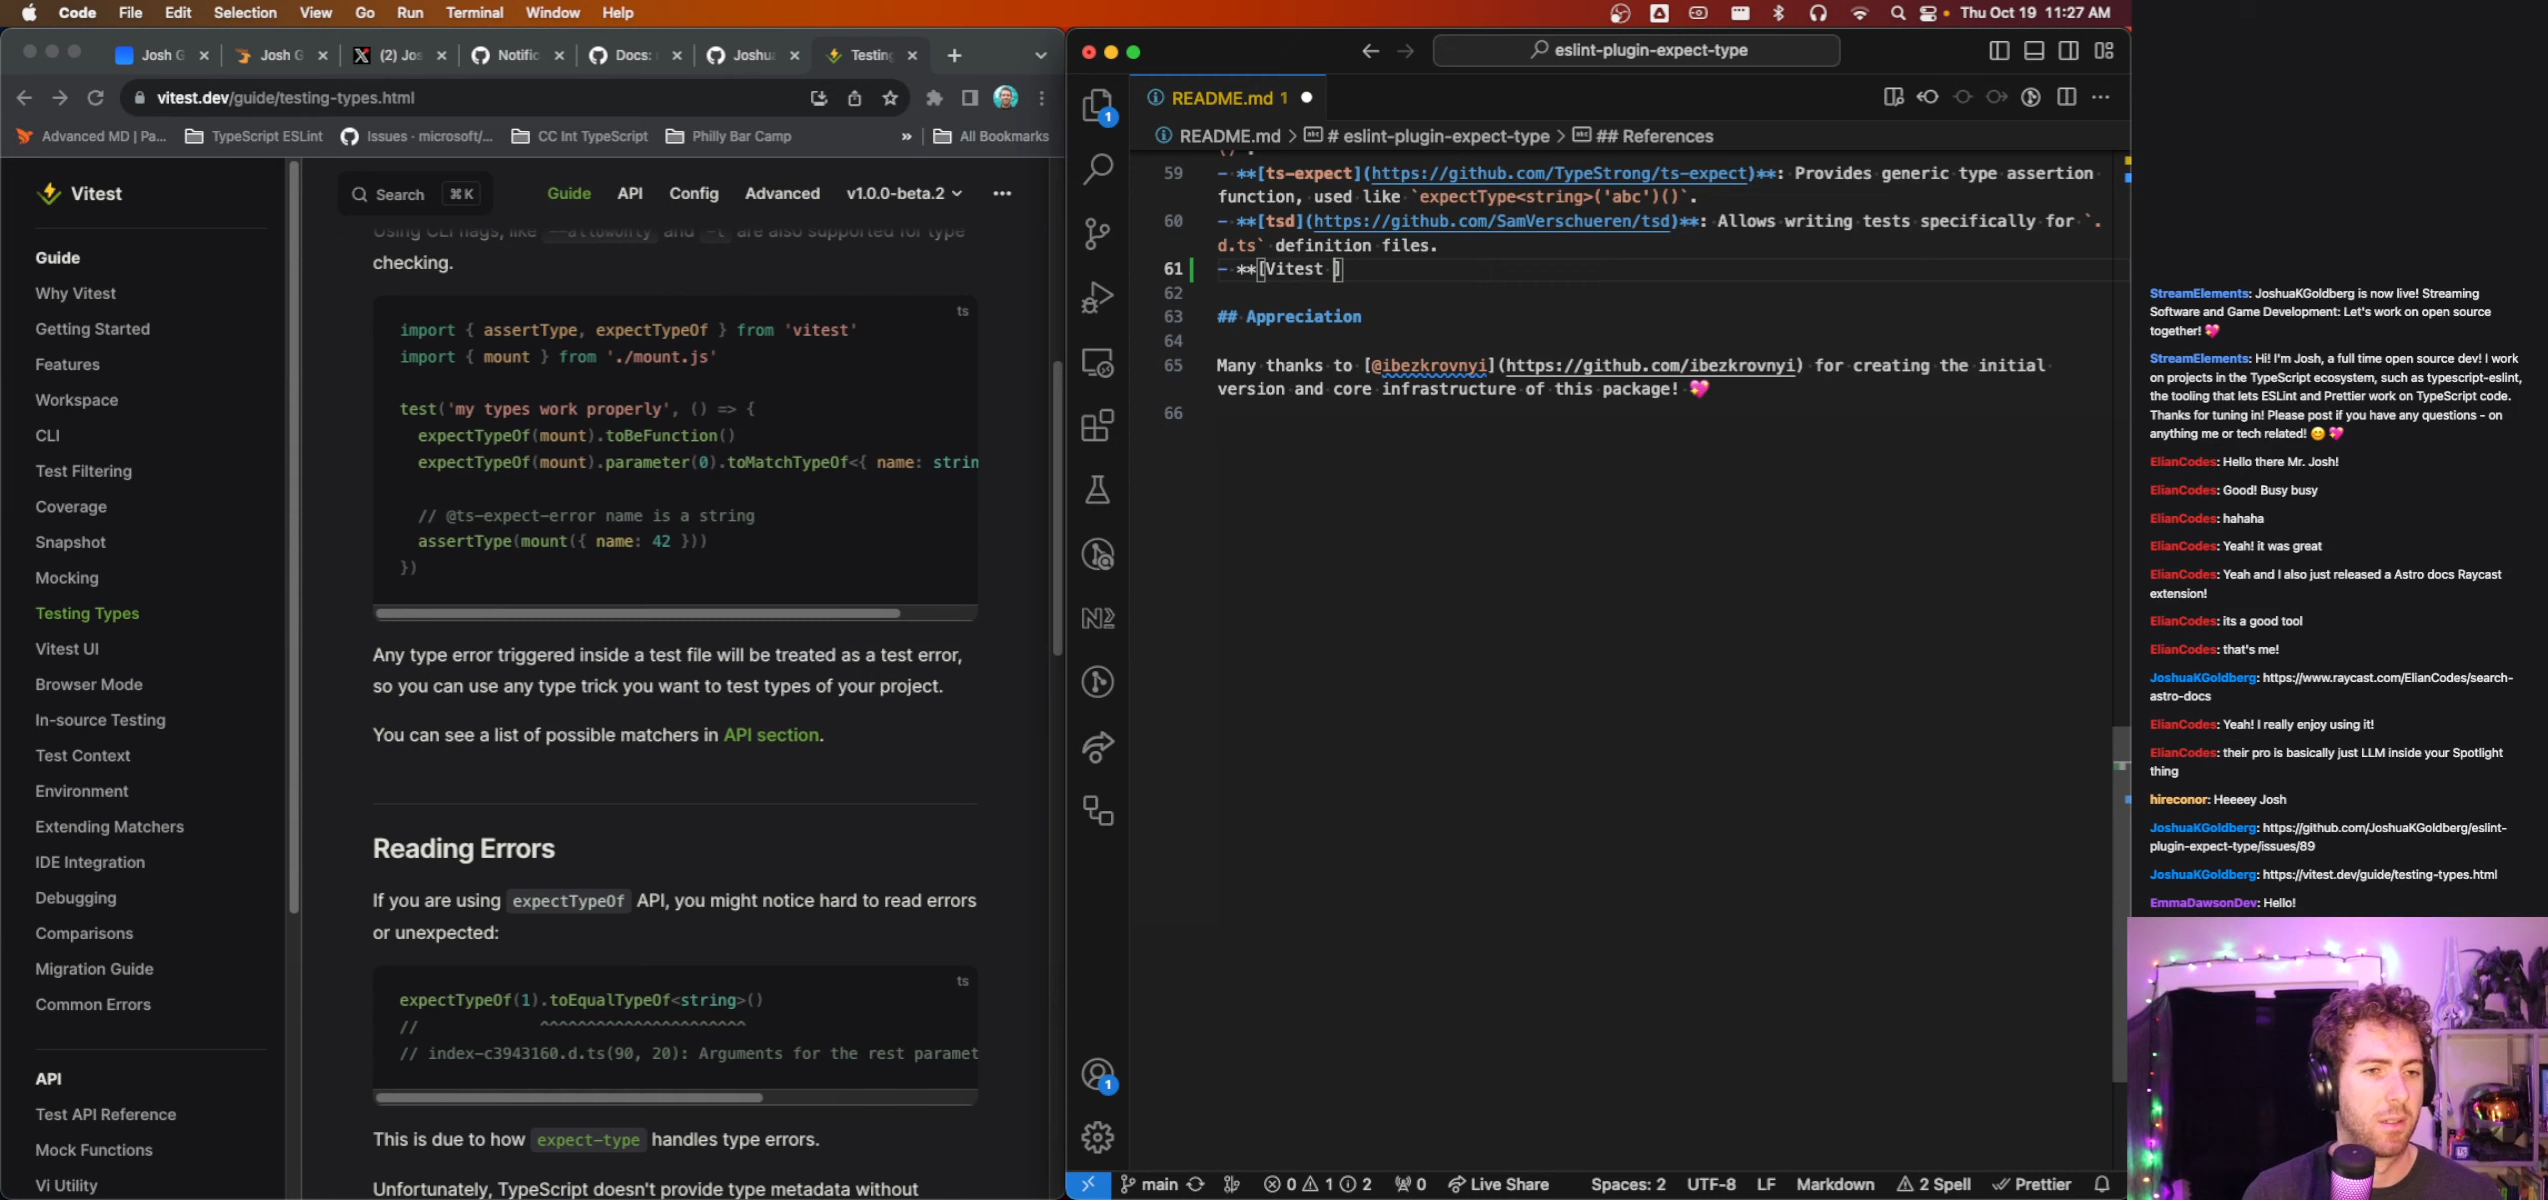 Code File Edit Selection View Go Run Terminal Window Help
Thu Oct 19 11:27 AM
Josh G
Josh G
(2) Jos
Notific
Docs:
Joshua
Testing
vitest.dev/guide/testing-types.html
Advanced MD | Pa...
TypeScript ESLint
Issues · microsoft/...
CC Int TypeScript
Philly Bar Camp
»
All Bookmarks
Vitest
Search ⌘K
Guide API Config Advanced v1.0.0-beta.2
Guide
Why Vitest
Getting Started
Features
Workspace
CLI
Test Filtering
Coverage
Snapshot
Mocking
Testing Types
Vitest UI
Browser Mode
In-source Testing
Test Context
Environment
Extending Matchers
IDE Integration
Debugging
Comparisons
Migration Guide
Common Errors
API
Test API Reference
Mock Functions
Vi Utility
Using CLI flags, like --allowOnly and -t are also supported for type
checking.
ts
import { assertType, expectTypeOf } from 'vitest'
import { mount } from './mount.js'
test('my types work properly', () => {
expectTypeOf(mount).toBeFunction()
expectTypeOf(mount).parameter(0).toMatchTypeOf<{ name: strin
// @ts-expect-error name is a string
assertType(mount({ name: 42 }))
})
Any type error triggered inside a test file will be treated as a test error,
so you can use any type trick you want to test types of your project.
You can see a list of possible matchers in API section.
Reading Errors
If you are using expectTypeOf API, you might notice hard to read errors
or unexpected:
ts
expectTypeOf(1).toEqualTypeOf<string>()
// ^^^^^^^^^^^^^^^^^^^^^^
// index-c3943160.d.ts(90, 20): Arguments for the rest paramet
This is due to how expect-type handles type errors.
Unfortunately, TypeScript doesn't provide type metadata without
eslint-plugin-expect-type
README.md 1
README.md > # eslint-plugin-expect-type > ## References
()`.
59 - **[ts-expect](https://github.com/TypeStrong/ts-expect)**: Provides generic type assertion
function, used like `expectType<string>('abc')()`.
60 - **[tsd](https://github.com/SamVerschueren/tsd)**: Allows writing tests specifically for `.
d.ts` definition files.
61 - **[Vitest ]
62
63 ## Appreciation
64
65 Many thanks to [@ibezkrovnyi](https://github.com/ibezkrovnyi) for creating the initial
version and core infrastructure of this package! 💖
66
1
1
main 0 1 2 0 Live Share Spaces: 2 UTF-8 LF Markdown 2 Spell Prettier
StreamElements: JoshuaKGoldberg is now live! Streaming
Software and Game Development: Let's work on open source
together! 💖
StreamElements: Hi! I'm Josh, a full time open source dev! I work
on projects in the TypeScript ecosystem, such as typescript-eslint,
the tooling that lets ESLint and Prettier work on TypeScript code.
Thanks for tuning in! Please post if you have any questions - on
anything me or tech related! 😊 💖
ElianCodes: Hello there Mr. Josh!
ElianCodes: Good! Busy busy
ElianCodes: hahaha
ElianCodes: Yeah! it was great
ElianCodes: Yeah and I also just released a Astro docs Raycast
extension!
ElianCodes: its a good tool
ElianCodes: that's me!
JoshuaKGoldberg: https://www.raycast.com/ElianCodes/search-
astro-docs
ElianCodes: Yeah! I really enjoy using it!
ElianCodes: their pro is basically just LLM inside your Spotlight
thing
hireconor: Heeeey Josh
JoshuaKGoldberg: https://github.com/JoshuaKGoldberg/eslint-
plugin-expect-type/issues/89
JoshuaKGoldberg: https://vitest.dev/guide/testing-types.html
EmmaDawsonDev: Hello!